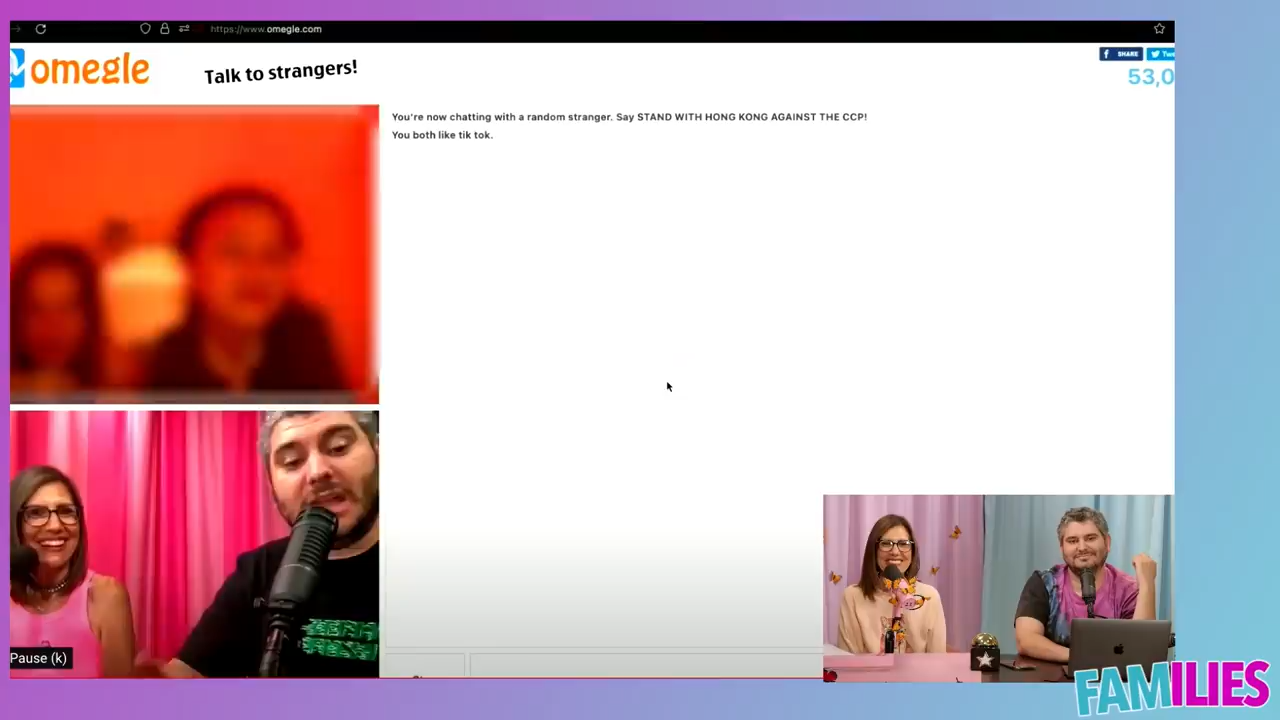 https://www.omegle.com
omegle
Talk to strangers!
SHARE
53,0
You're now chatting with a random stranger. Say STAND WITH HONG KONG AGAINST THE CCP!
You both like tik tok.
Pause (k)
FAMILIES